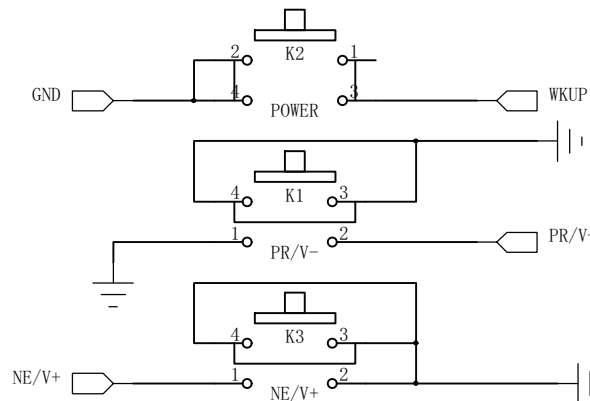 2 K2 1
GND 4 POWER 3 WKUP
4 K1 3
1 PR/V- 2 PR/V-
4 K3 3
NE/V+ 1 NE/V+ 2